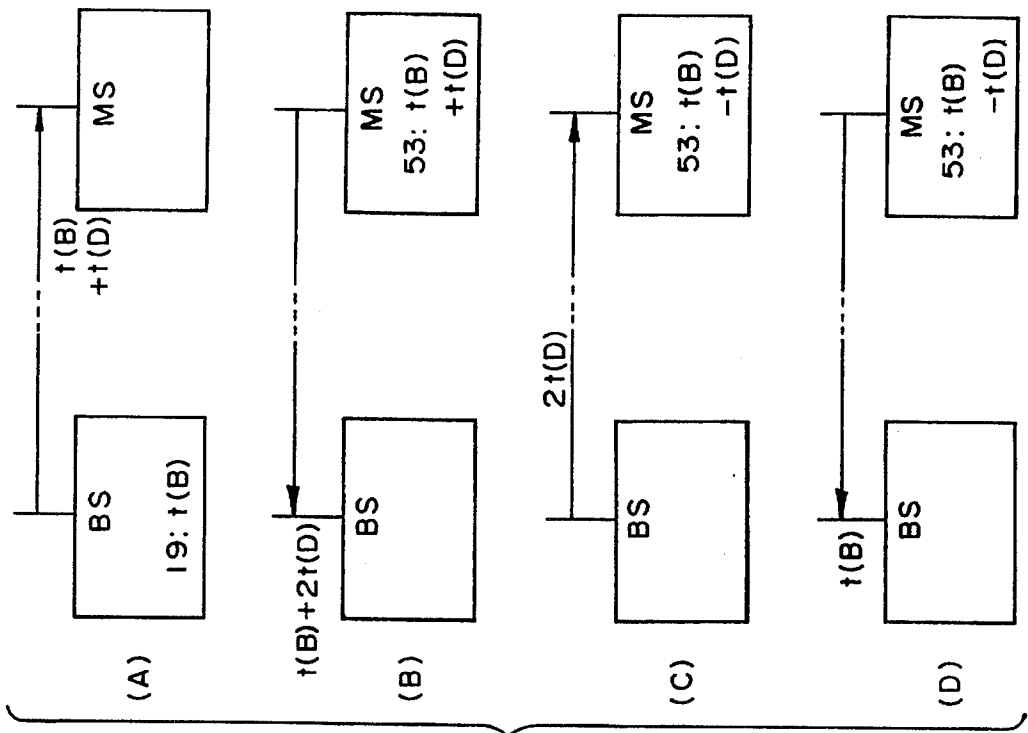 (A)
BS
19: t(B)
t(B)
+t(D)
MS
(B)
t(B)+2t(D)
BS
MS
53: t(B)
+t(D)
(C)
BS
2t(D)
MS
53: t(B)
-t(D)
(D)
t(B)
BS
MS
53: t(B)
-t(D)